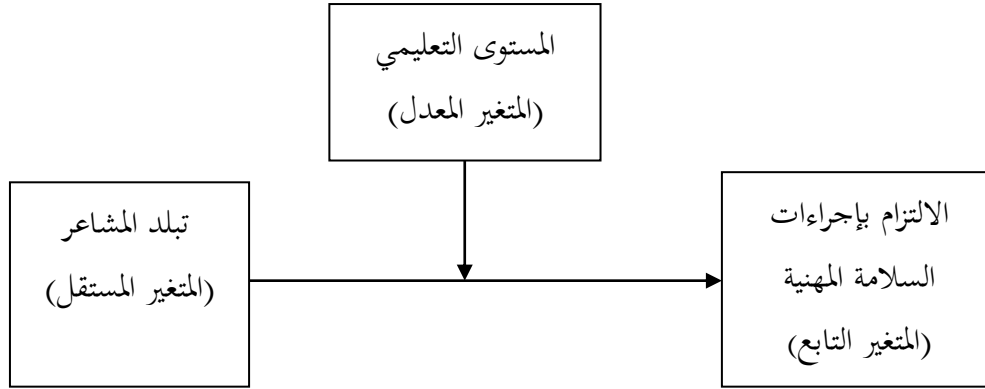 المستوى التعليمي
(المتغير المعدل)
الالتزام بإجراءات
السلامة المهنية
(المتغير التابع)
تبلد المشاعر
(المتغير المستقل)